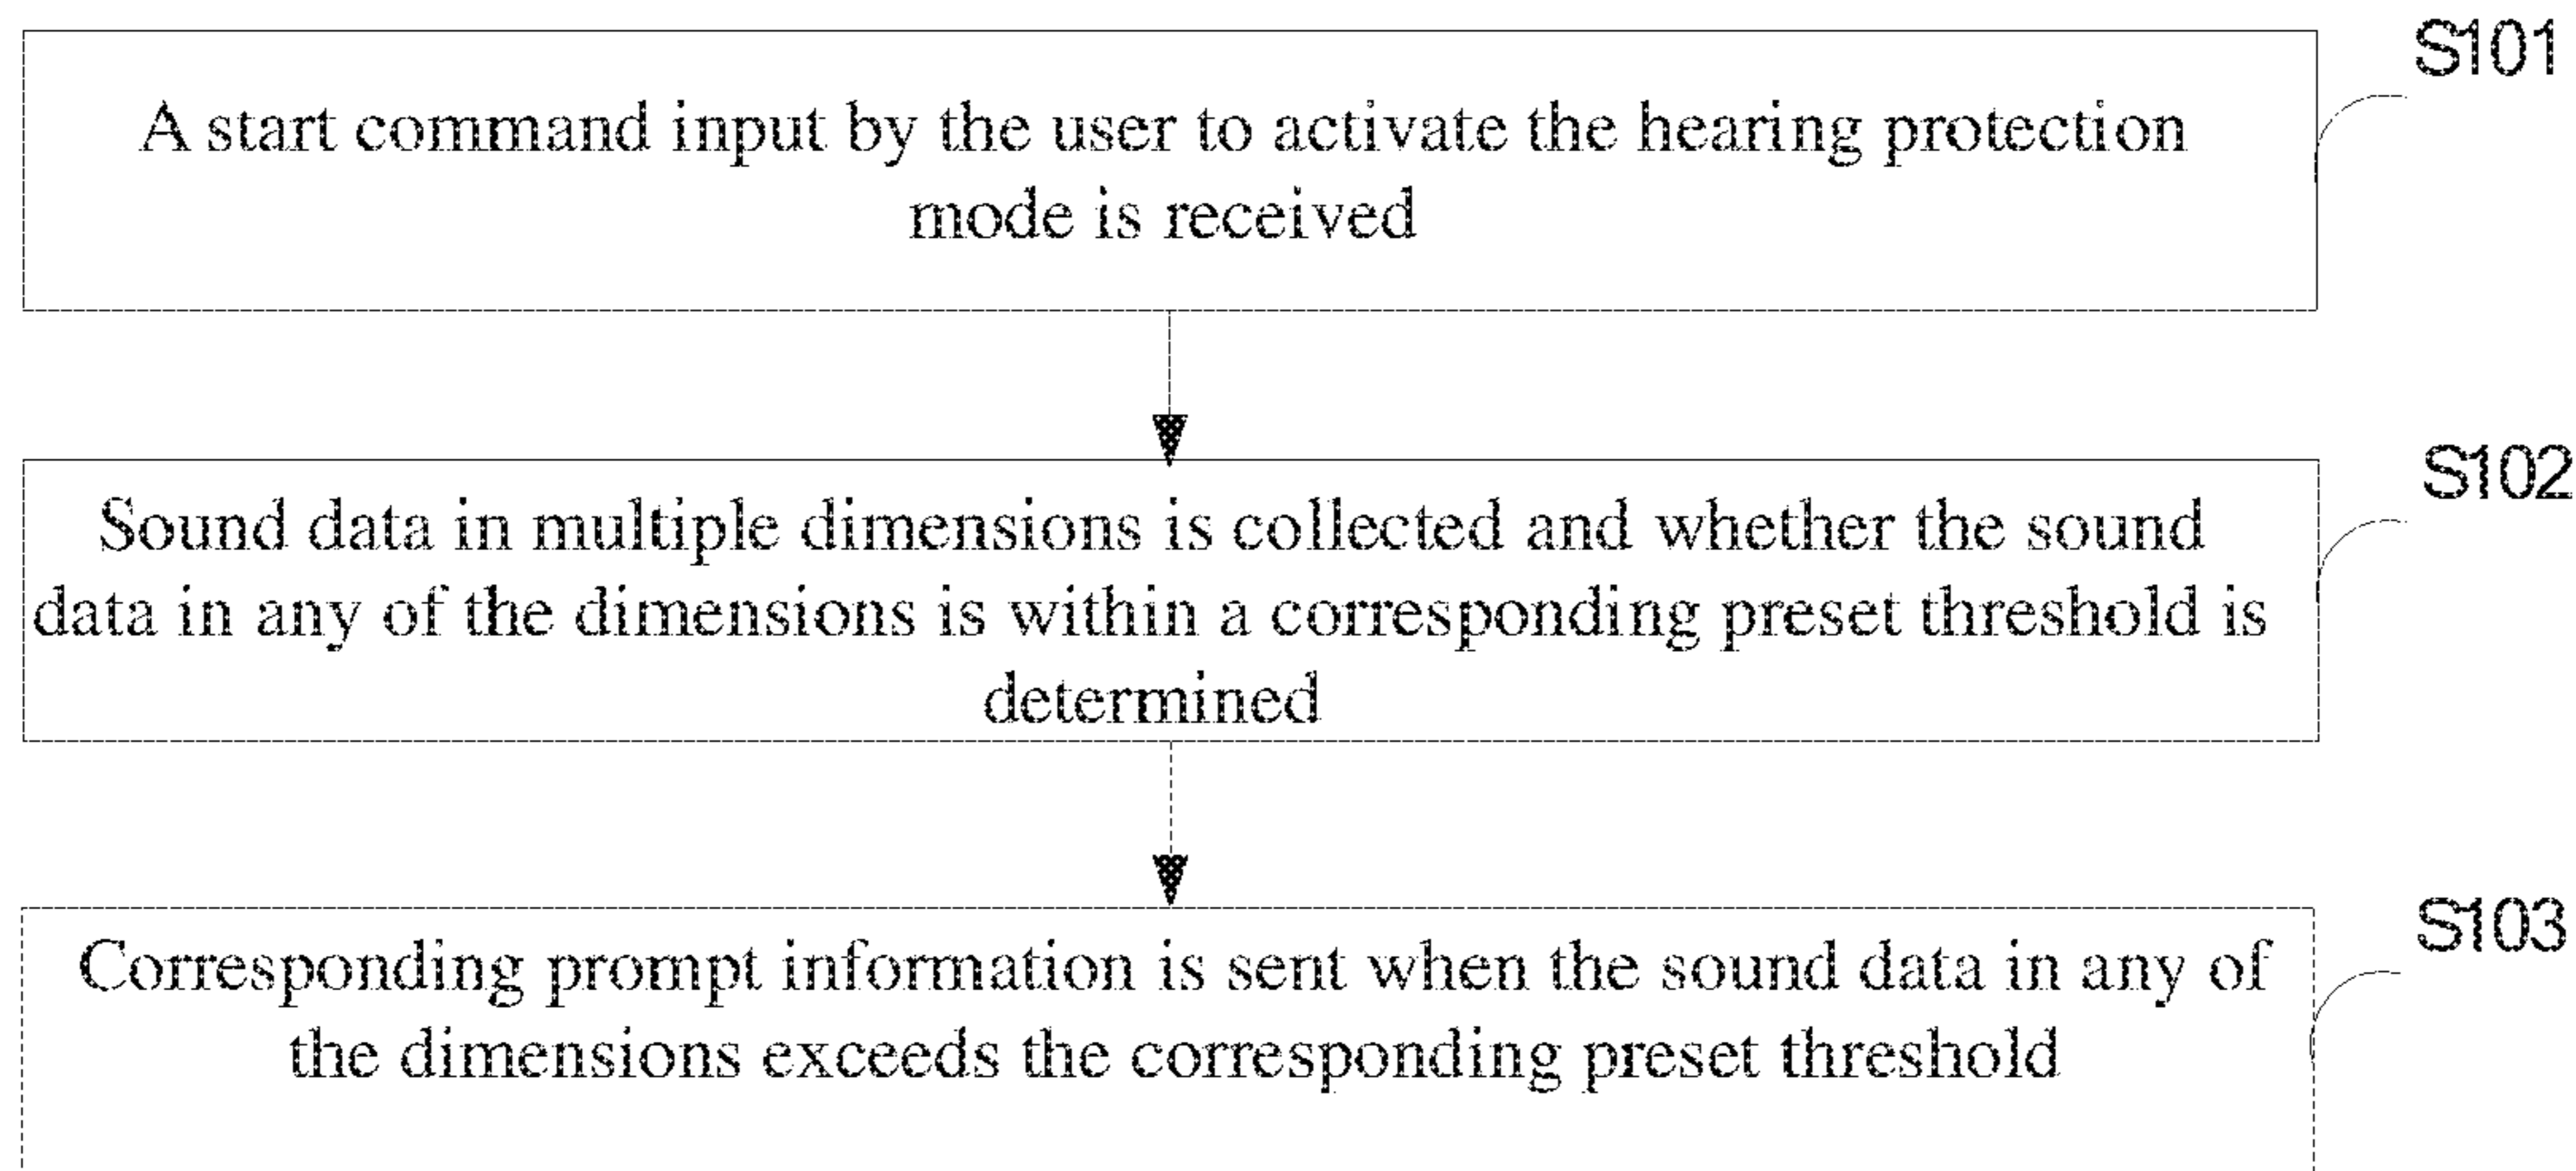 S101
A start command input by the user to activate the hearing protection
mode is received
S102
Sound data in multiple dimensions is collected and whether the sound
data in any of the dimensions is within a corresponding preset threshold is
determined
S103
Corresponding prompt information is sent when the sound data in any of
the dimensions exceeds the corresponding preset threshold